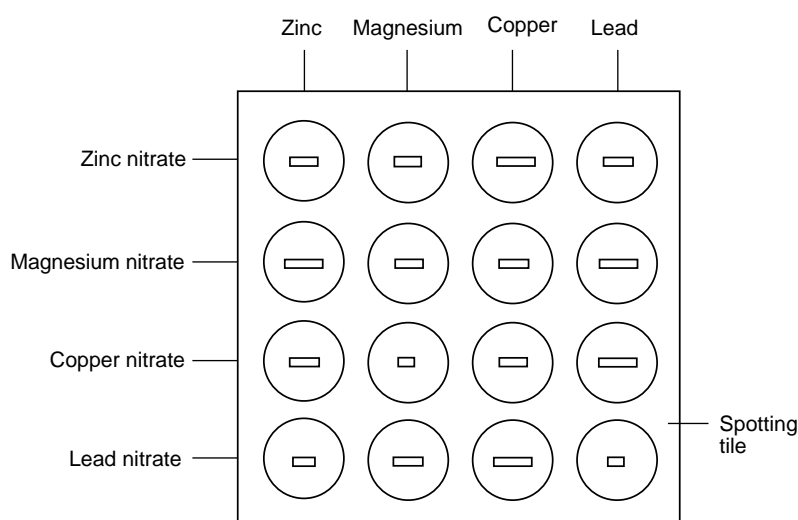 Zinc Magnesium Copper Lead
Zinc nitrate
Magnesium nitrate
Copper nitrate
Lead nitrate
Spotting
tile